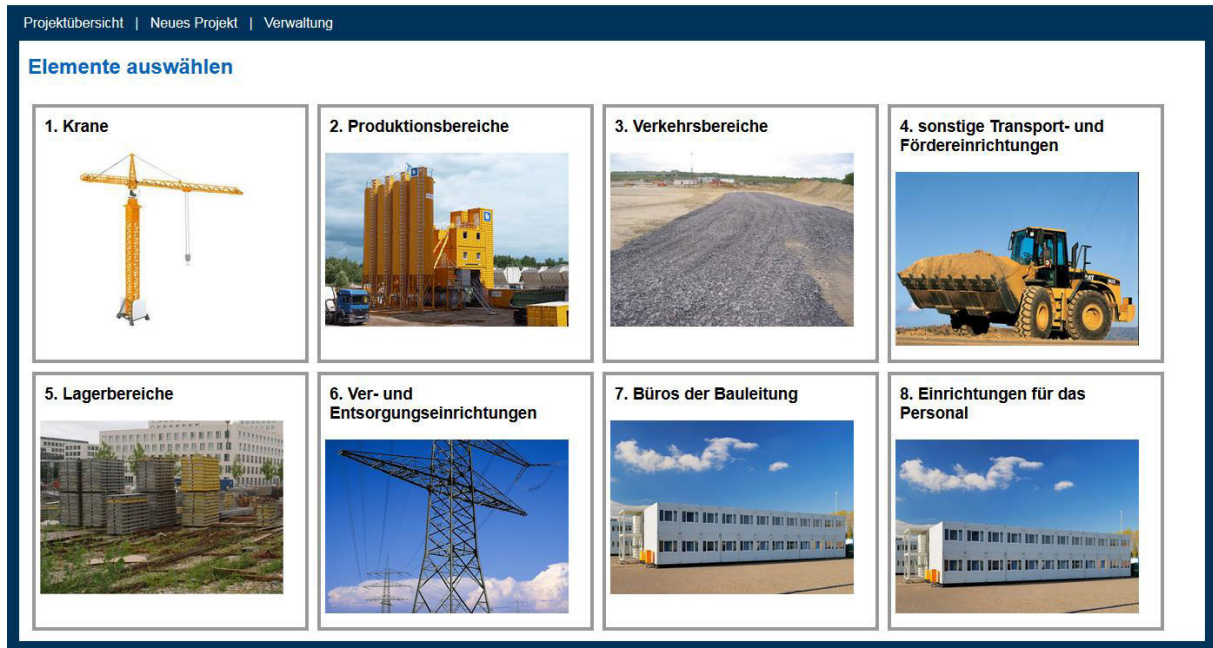 Projektübersicht | Neues Projekt | Verwaltung
Elemente auswählen
1. Krane
2. Produktionsbereiche
3. Verkehrsbereiche
4. sonstige Transport- und
Fördereinrichtungen
CAT
5. Lagerbereiche
6. Ver- und
Entsorgungseinrichtungen
7. Büros der Bauleitung
8. Einrichtungen für das
Personal